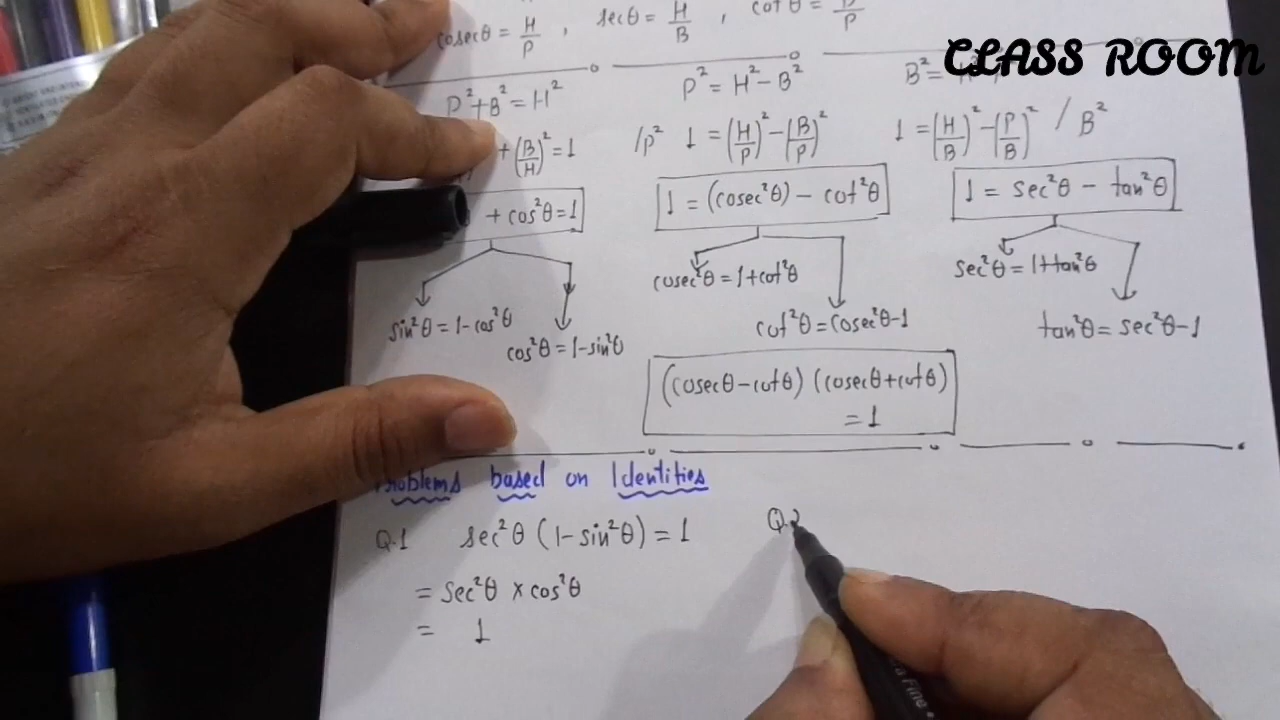 cosecθ = H/P , secθ = H/B , cotθ = B/P
CLASS ROOM
P²+B² = H²
P² = H² – B²
B² =
+ (B/H)² = 1
/P² 1 = (H/P)² – (B/P)²
1 = (H/B)² – (P/B)² / B²
+ cos²θ = 1
1 = (cosec²θ) – cot²θ
1 = sec²θ – tan²θ
sin²θ = 1 – cos²θ
cos²θ = 1 – sin²θ
cosec²θ = 1 + cot²θ
cot²θ = cosec²θ – 1
sec²θ = 1 + tan²θ
tan²θ = sec²θ – 1
(cosecθ – cotθ) (cosecθ + cotθ)
= 1
Problems based on Identities
Q.1 sec²θ (1 – sin²θ) = 1
= sec²θ × cos²θ
= 1
Q.2